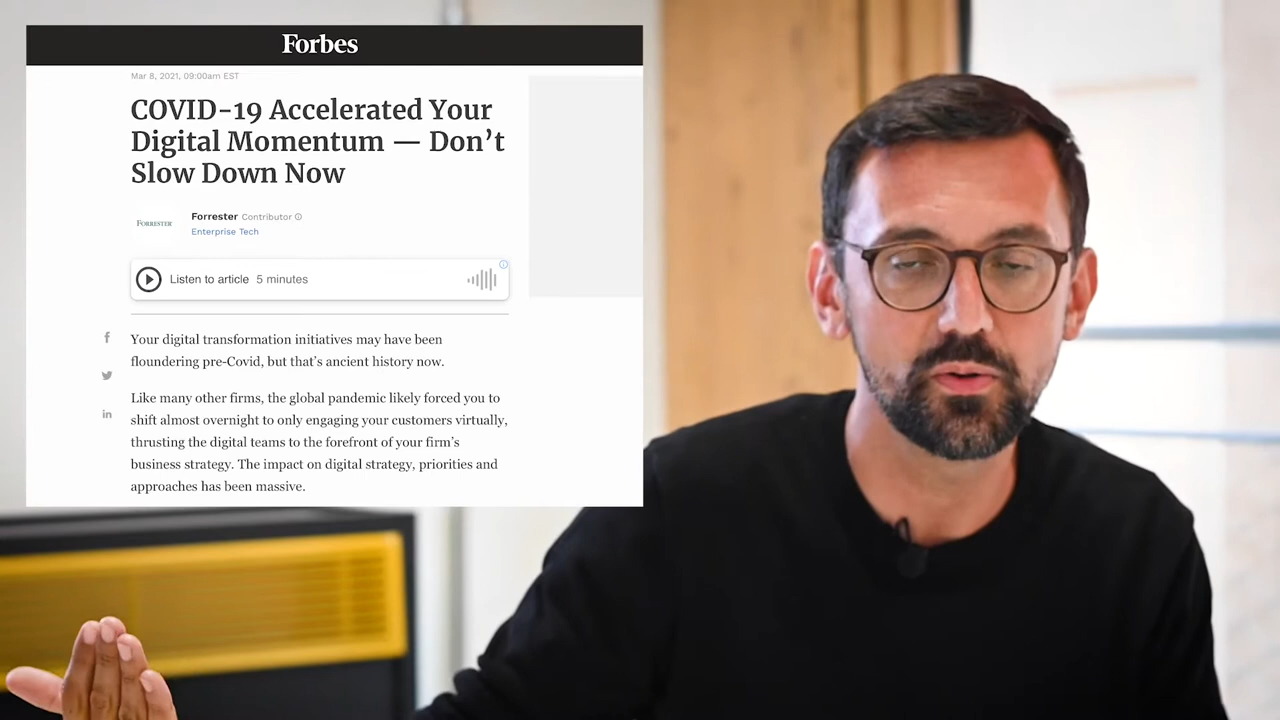 Forbes
Mar 8, 2021, 09:00am EST
COVID-19 Accelerated Your
Digital Momentum — Don’t
Slow Down Now
FORRESTER
Forrester Contributor
Enterprise Tech
Listen to article 5 minutes
Your digital transformation initiatives may have been
floundering pre-Covid, but that’s ancient history now.
Like many other firms, the global pandemic likely forced you to
shift almost overnight to only engaging your customers virtually,
thrusting the digital teams to the forefront of your firm’s
business strategy. The impact on digital strategy, priorities and
approaches has been massive.